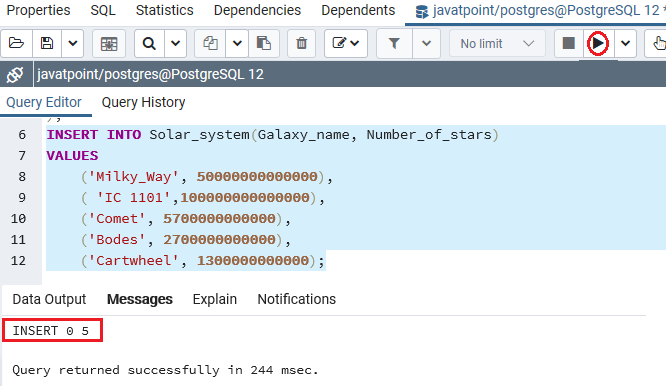 Properties SQL Statistics Dependencies Dependents javatpoint/postgres@PostgreSQL 12 *
No limit
javatpoint/postgres@PostgreSQL 12
Query Editor Query History
);
6 INSERT INTO Solar_system(Galaxy_name, Number_of_stars)
7 VALUES
8 ('Milky_Way', 50000000000000),
9 ( 'IC 1101',100000000000000),
10 ('Comet', 5700000000000),
11 ('Bodes', 2700000000000),
12 ('Cartwheel', 1300000000000);
Data Output Messages Explain Notifications
INSERT 0 5
Query returned successfully in 244 msec.